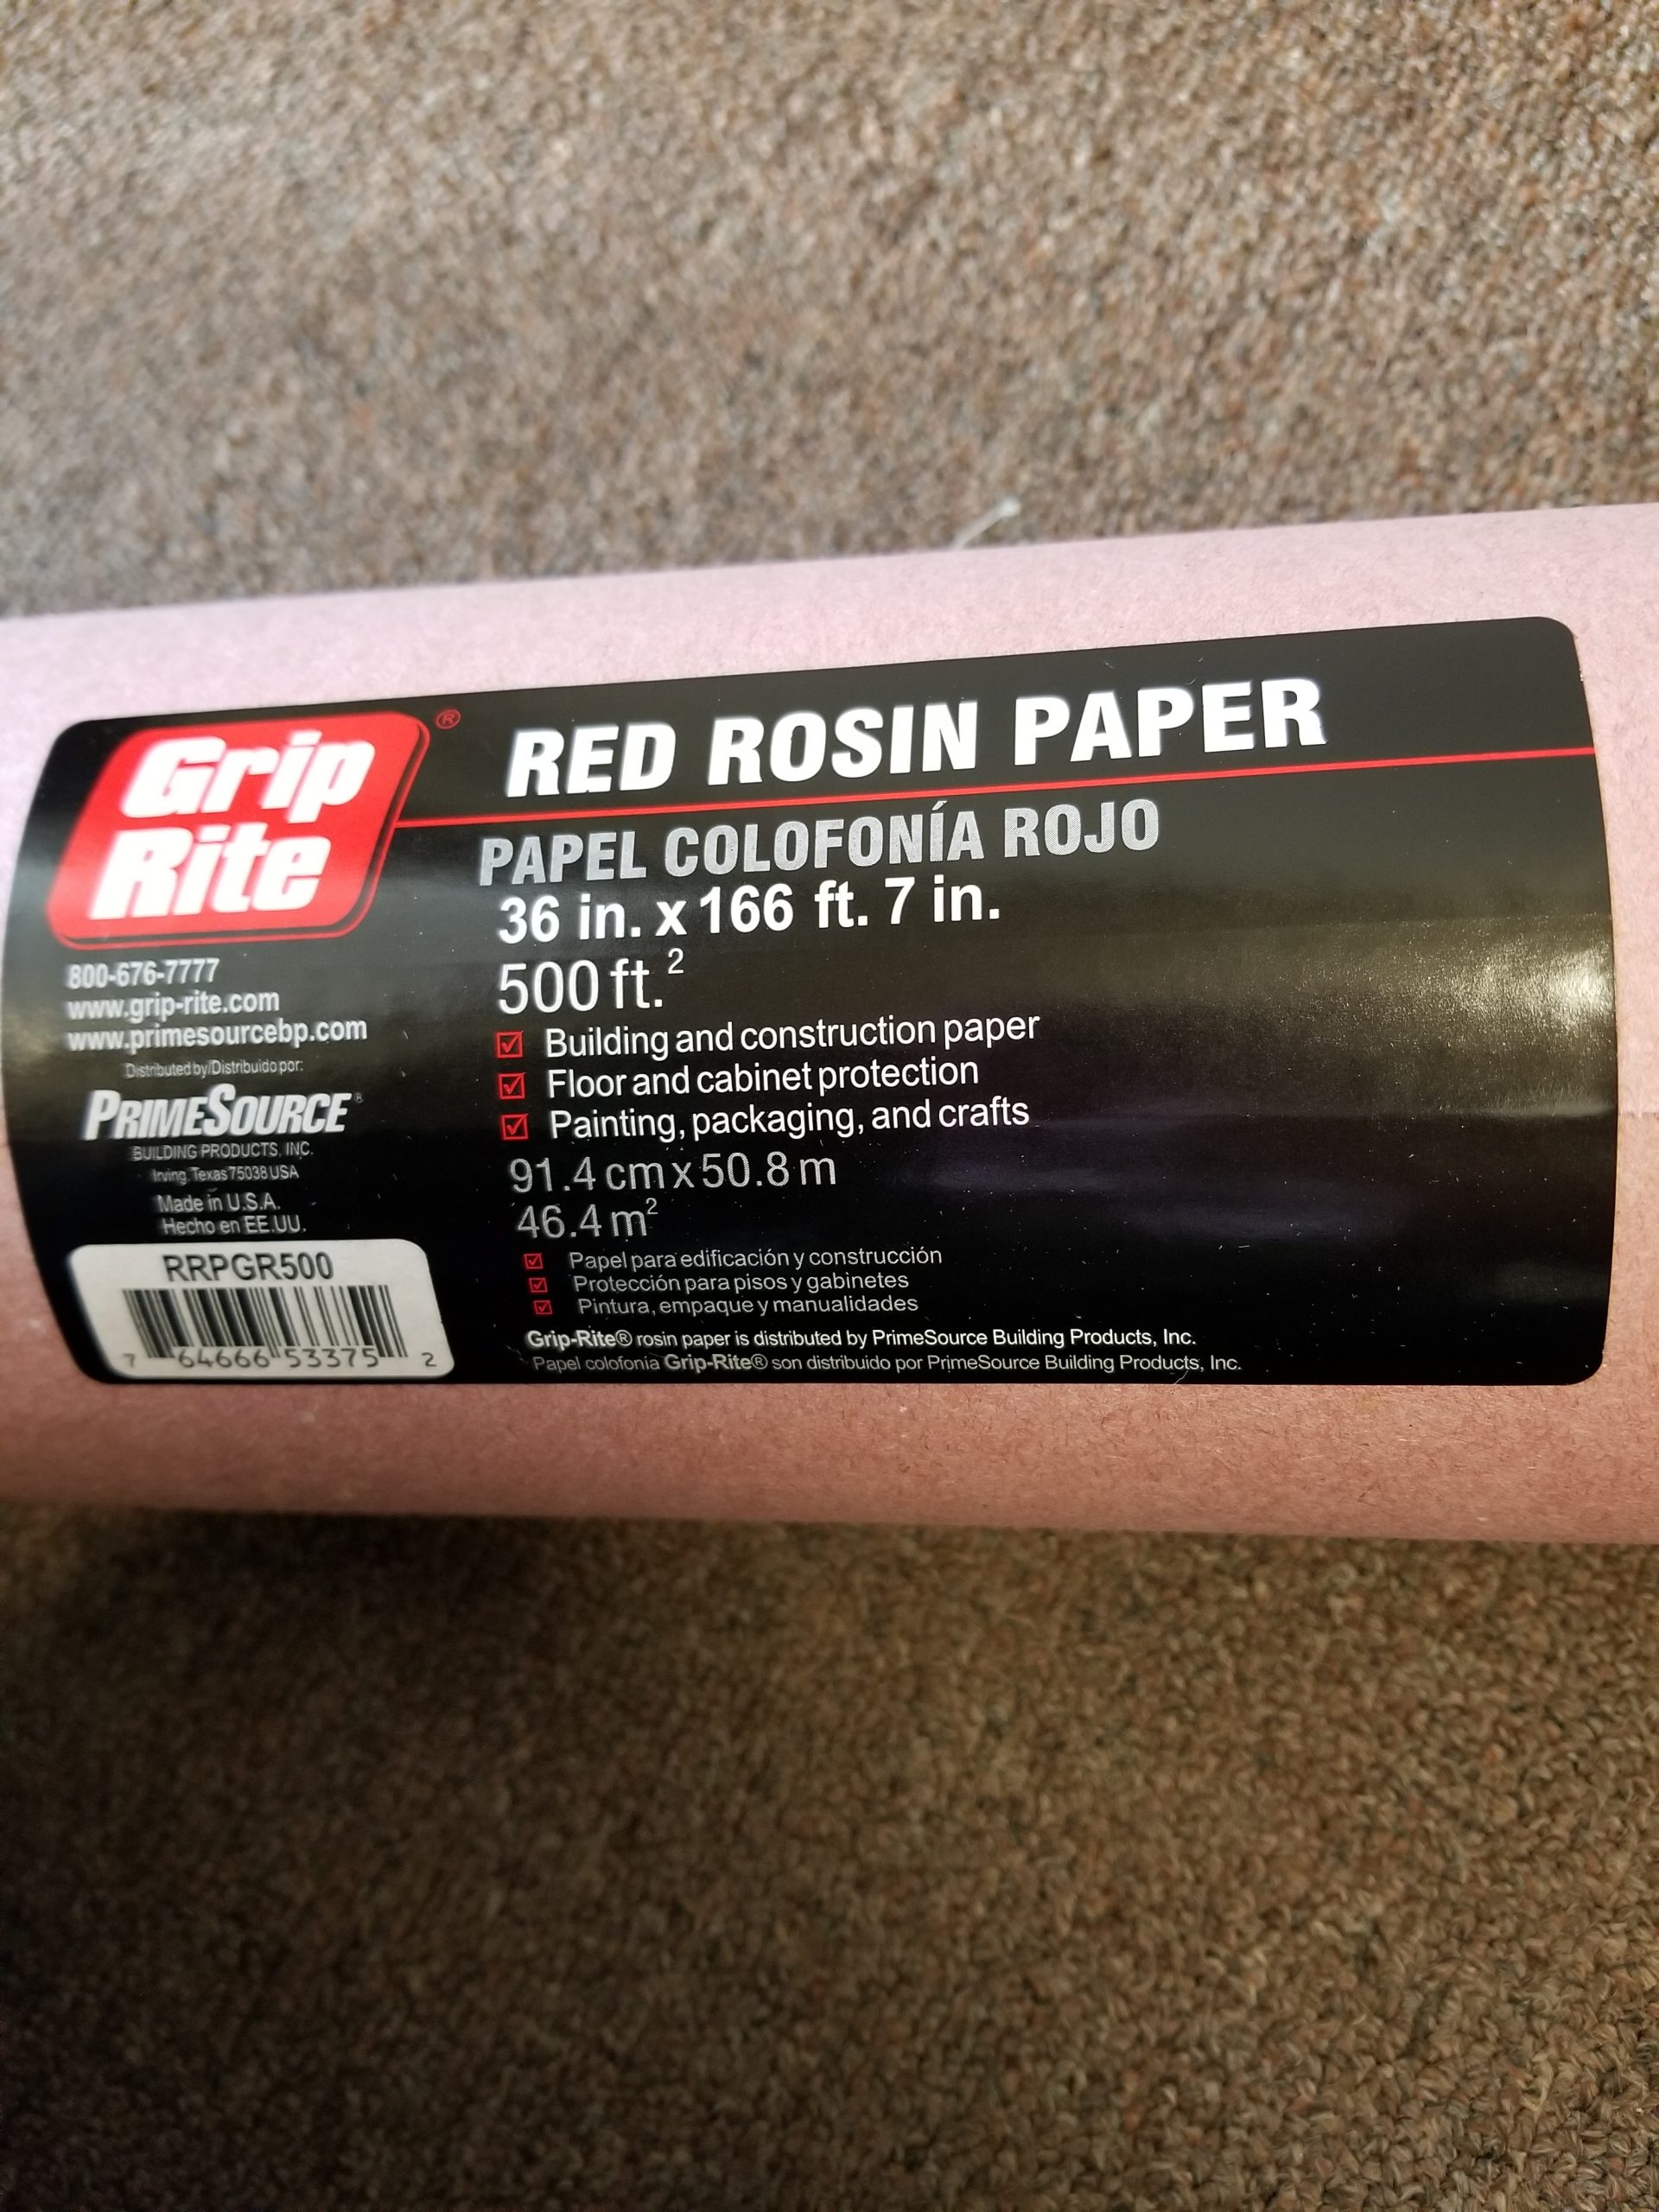 Grip
Rite®
RED ROSIN PAPER
PAPEL COLOFONÍA ROJO
36 in. x 166 ft. 7 in.
500 ft.²
Building and construction paper
Floor and cabinet protection
Painting, packaging, and crafts
91.4 cm x 50.8 m
46.4 m²
Papel para edificación y construcción
Protección para pisos y gabinetes
Pintura, empaque y manualidades
Grip-Rite® rosin paper is distributed by PrimeSource Building Products, Inc.
Papel colofonia Grip-Rite® son distribuido por PrimeSource Building Products, Inc.
800-676-7777
www.grip-rite.com
www.primesourcebp.com
Distributed by/Distribuido por:
PRIMESOURCE®
BUILDING PRODUCTS, INC.
Irving, Texas 75038 USA
Made in U.S.A.
Hecho en EE.UU.
RRPGR500
7 64666 53375 2